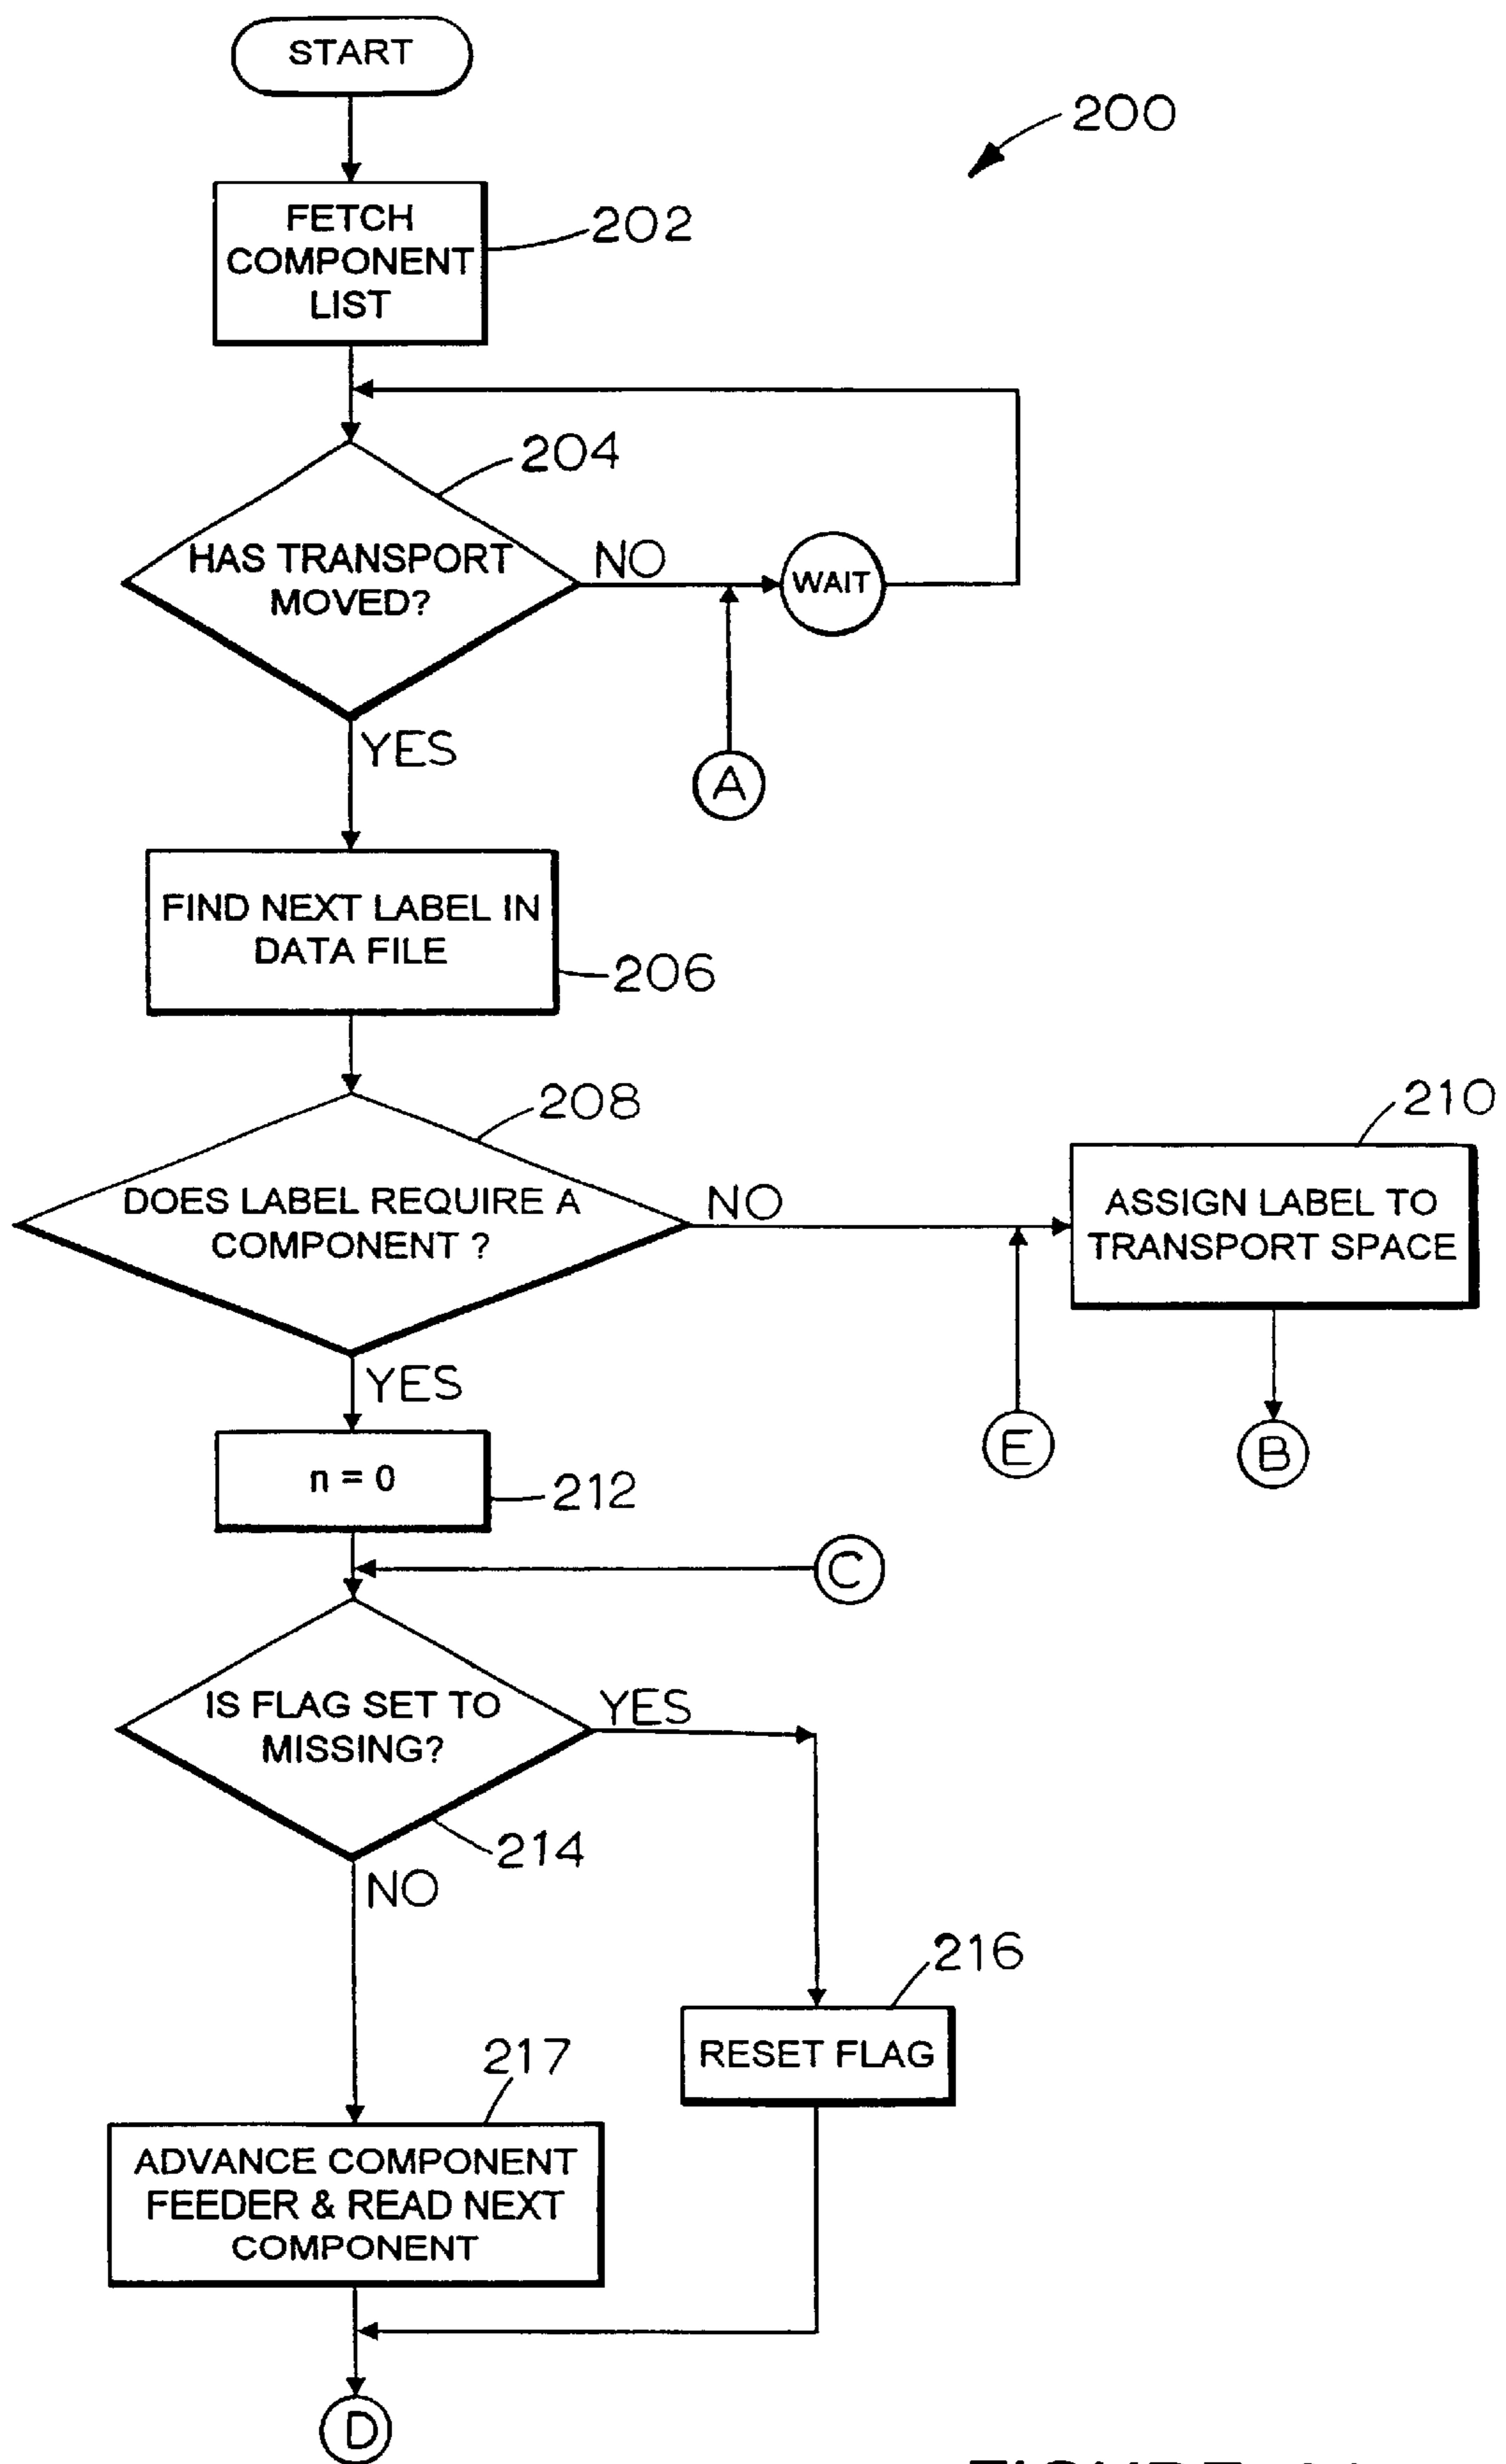 START
200
FETCH
COMPONENT
LIST
202
204
HAS TRANSPORT
MOVED?
NO
WAIT
YES
A
FIND NEXT LABEL IN
DATA FILE
206
208
210
DOES LABEL REQUIRE A
COMPONENT ?
NO
ASSIGN LABEL TO
TRANSPORT SPACE
YES
E
B
n = 0
212
C
IS FLAG SET TO
MISSING?
YES
214
NO
216
RESET FLAG
217
ADVANCE COMPONENT
FEEDER & READ NEXT
COMPONENT
D